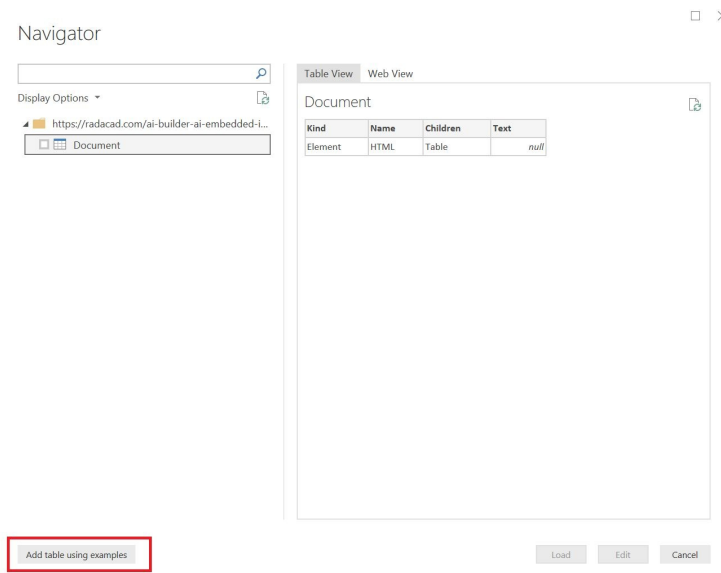 Navigator
Display Options
https://radacad.com/ai-builder-ai-embedded-i...
Document
Table View Web View
Document
Kind Name Children Text
Element HTML Table null
Add table using examples
Load Edit Cancel